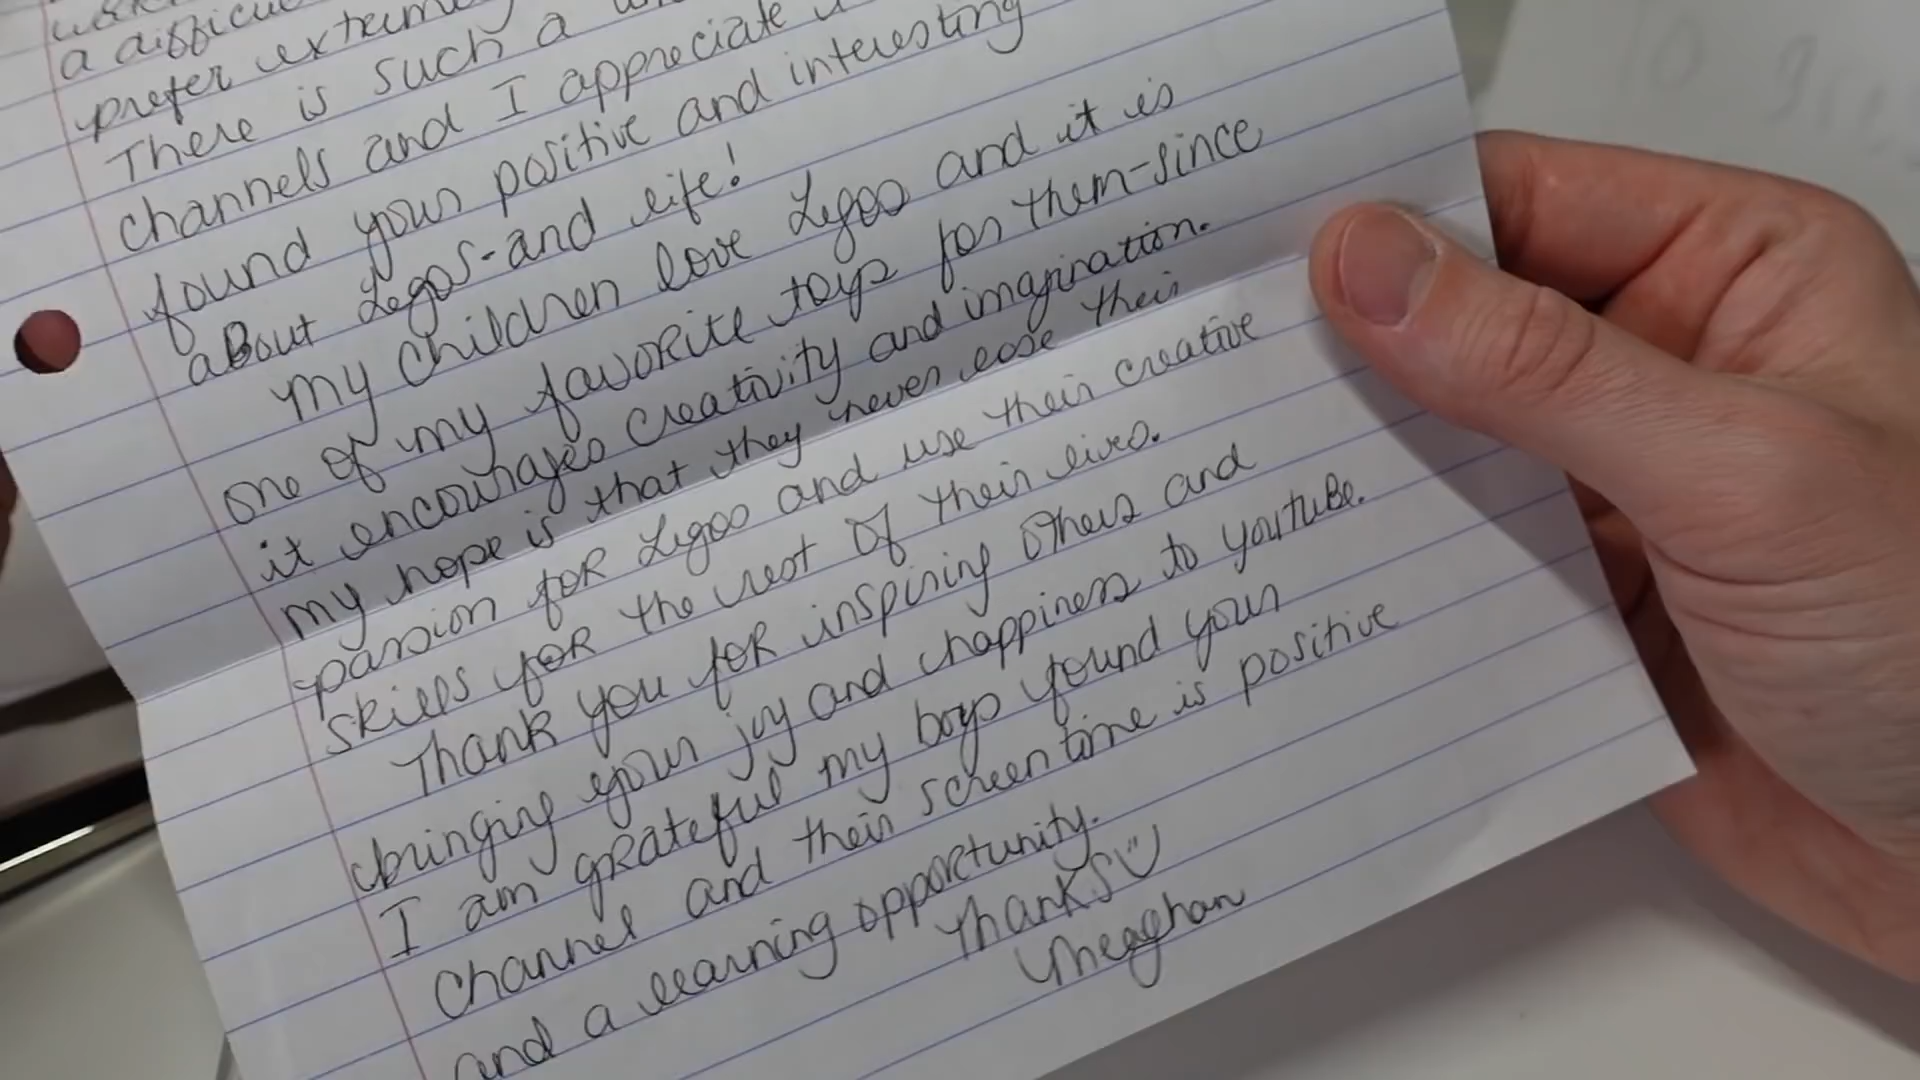 a difficu
prefer extrem
There is such a
channels and I appreciate
found your positive and interesting
about Legos-and life!
My children love Legos and it is
one of my favorite toys for them-since
it encourages creativity and imagination.
my hope is that they never lose their
passion for Legos and use their creative
skills for the rest of their lives.
Thank you for inspiring others and
bringing your joy and happiness to youtube.
I am grateful my boys found your
channel and their screentime is positive
and a learning opportunity.
Thanks
Meaghan